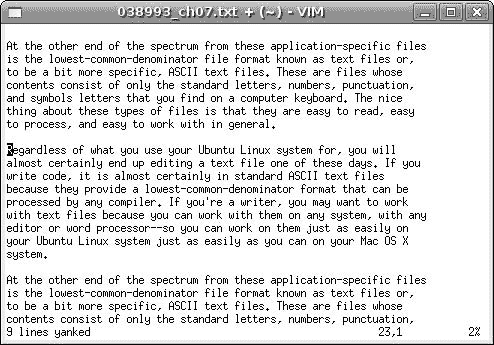 038993_ch07.txt + (~) - VIM
At the other end of the spectrum from these application-specific files
is the lowest-common-denominator file format known as text files or,
to be a bit more specific, ASCII text files. These are files whose
contents consist of only the standard letters, numbers, punctuation,
and symbols letters that you find on a computer keyboard. The nice
thing about these types of files is that they are easy to read, easy
to process, and easy to work with in general.
Regardless of what you use your Ubuntu Linux system for, you will
almost certainly end up editing a text file one of these days. If you
write code, it is almost certainly in standard ASCII text files
because they provide a lowest-common-denominator format that can be
processed by any compiler. If you're a writer, you may want to work
with text files because you can work with them on any system, with any
editor or word processor--so you can work on them just as easily on
your Ubuntu Linux system just as easily as you can on your Mac OS X
system.
At the other end of the spectrum from these application-specific files
is the lowest-common-denominator file format known as text files or,
to be a bit more specific, ASCII text files. These are files whose
contents consist of only the standard letters, numbers, punctuation,
9 lines yanked 23,1 2%